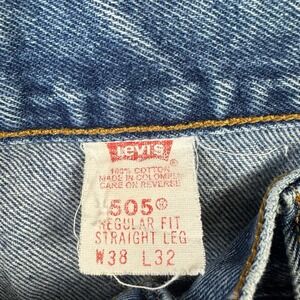 Levi's®
100% COTTON
MADE IN COLOMBIA
CARE ON REVERSE
505®
REGULAR FIT
STRAIGHT LEG
W38 L32